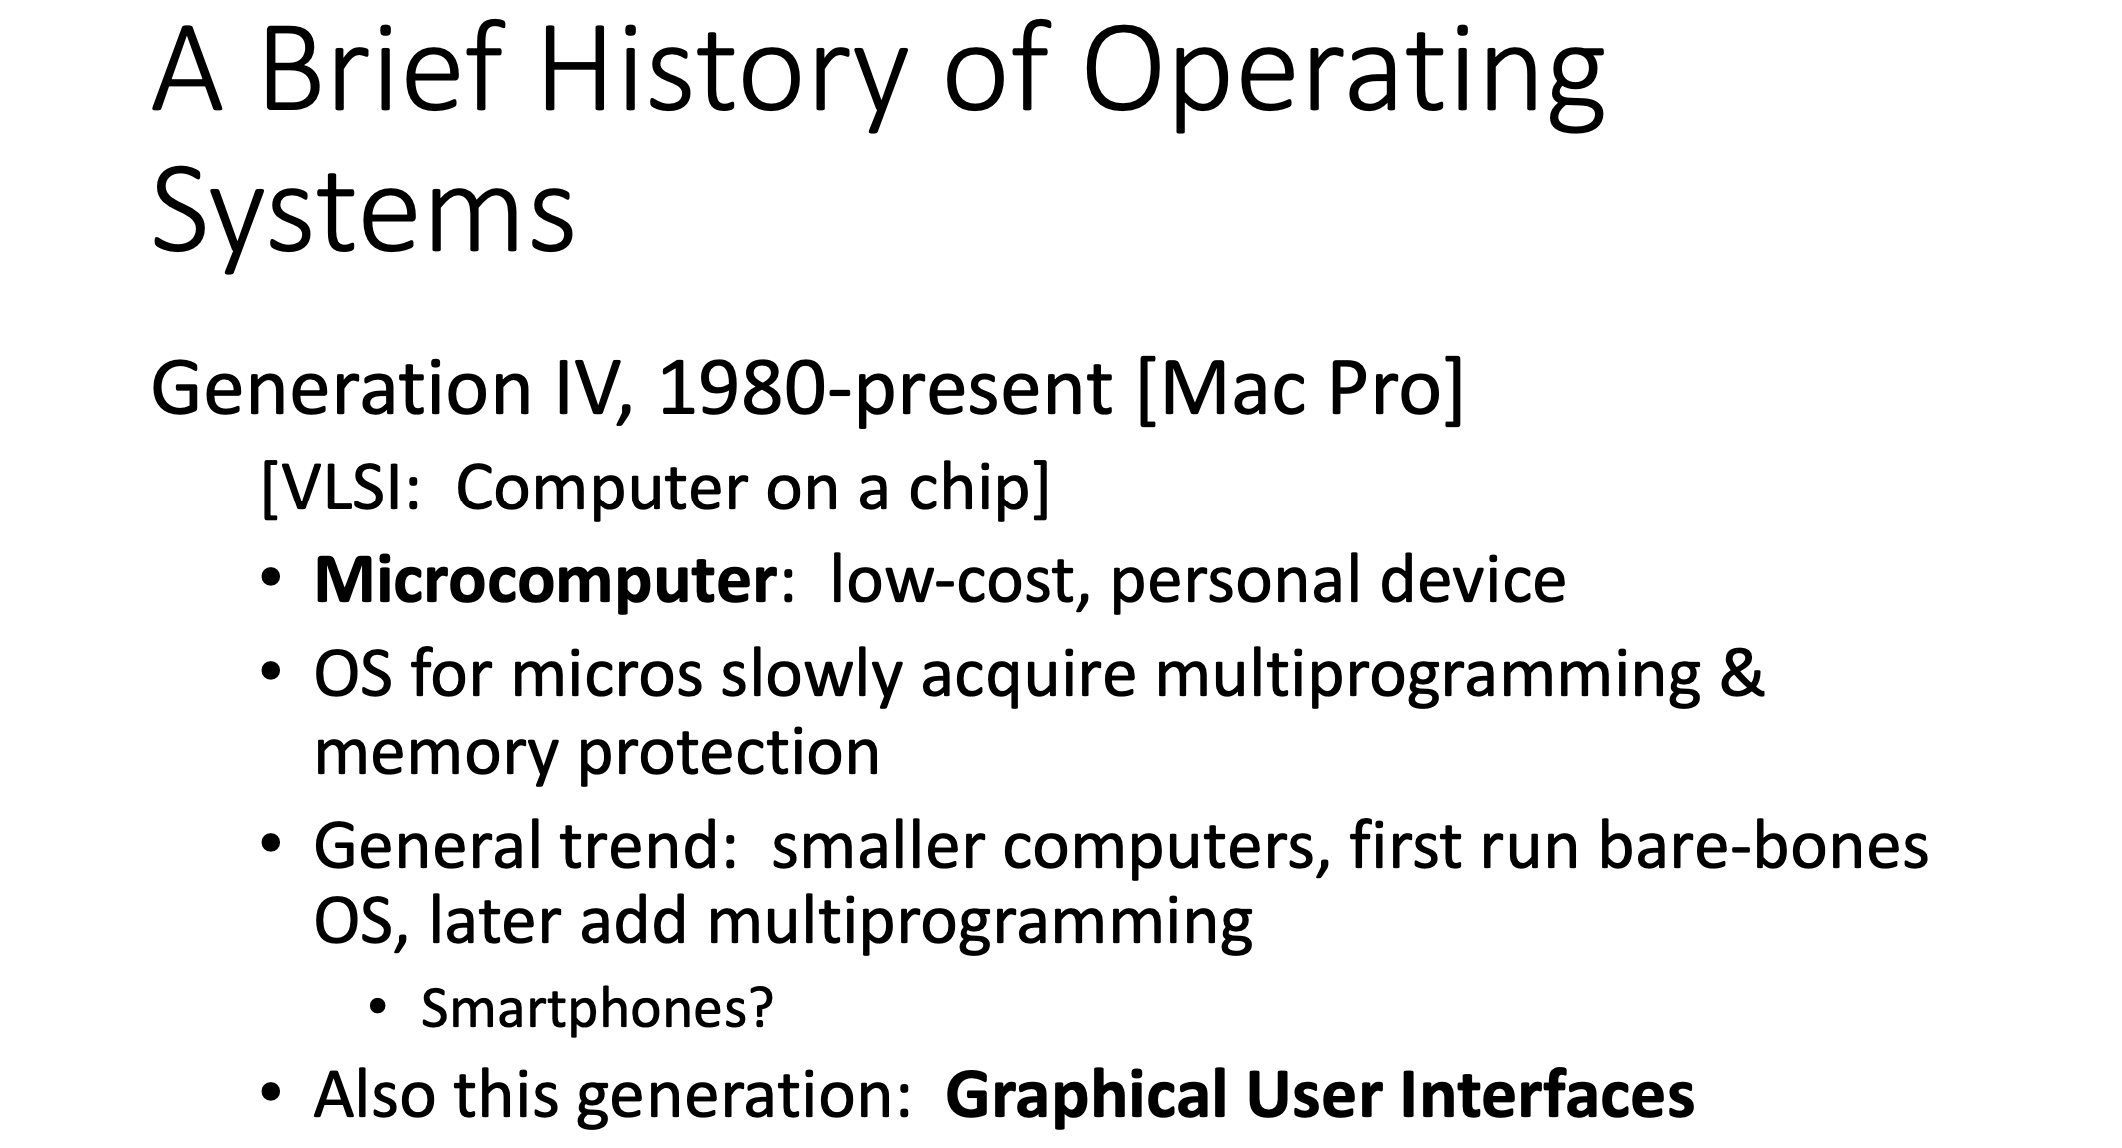 A Brief History of Operating
Systems
Generation IV, 1980-present [Mac Pro]
[VLSI:  Computer on a chip]
• Microcomputer:  low-cost, personal device
• OS for micros slowly acquire multiprogramming &
memory protection
• General trend:  smaller computers, first run bare-bones
OS, later add multiprogramming
• Smartphones?
• Also this generation:  Graphical User Interfaces